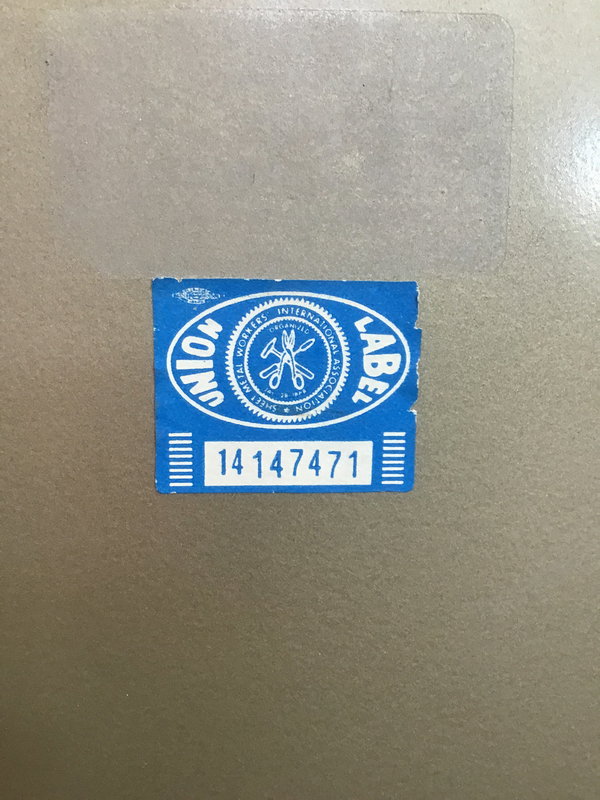 UNION LABEL
SHEET METAL WORKERS' INTERNATIONAL ASSOCIATION ★
ORGANIZED
14147471